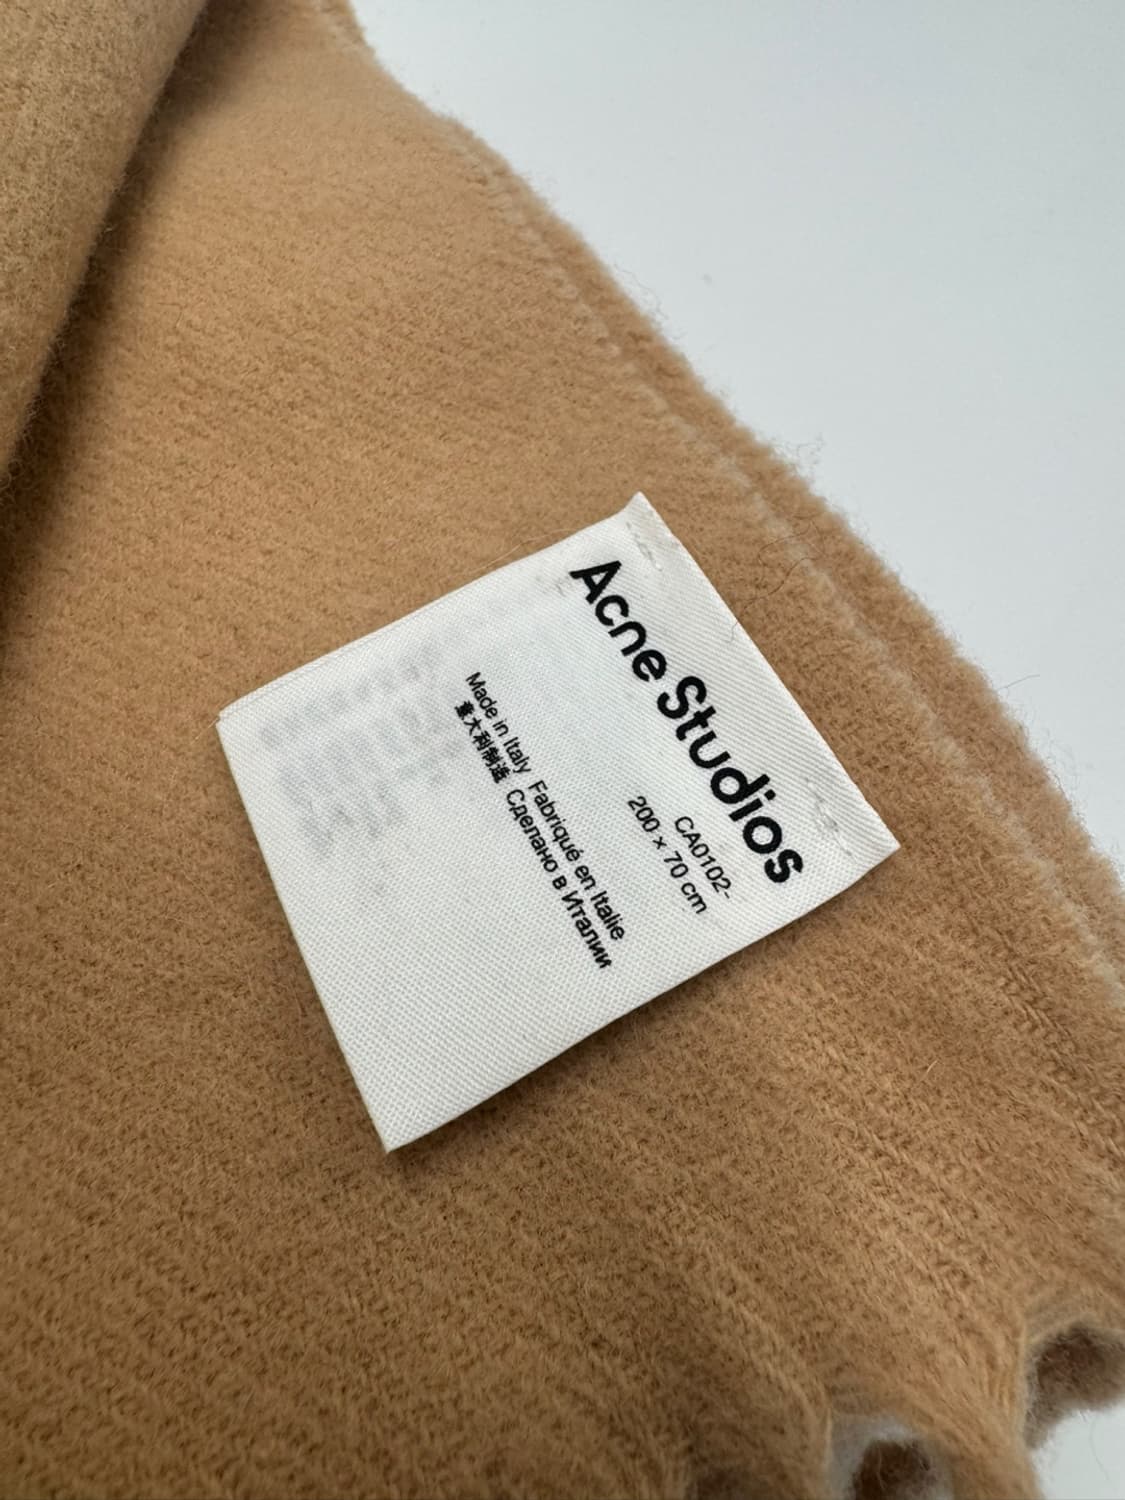 Acne Studios
CA0102-
200 x 70 cm
Made in Italy Fabriqué en Italie
意大利制造 Сделано в Италии